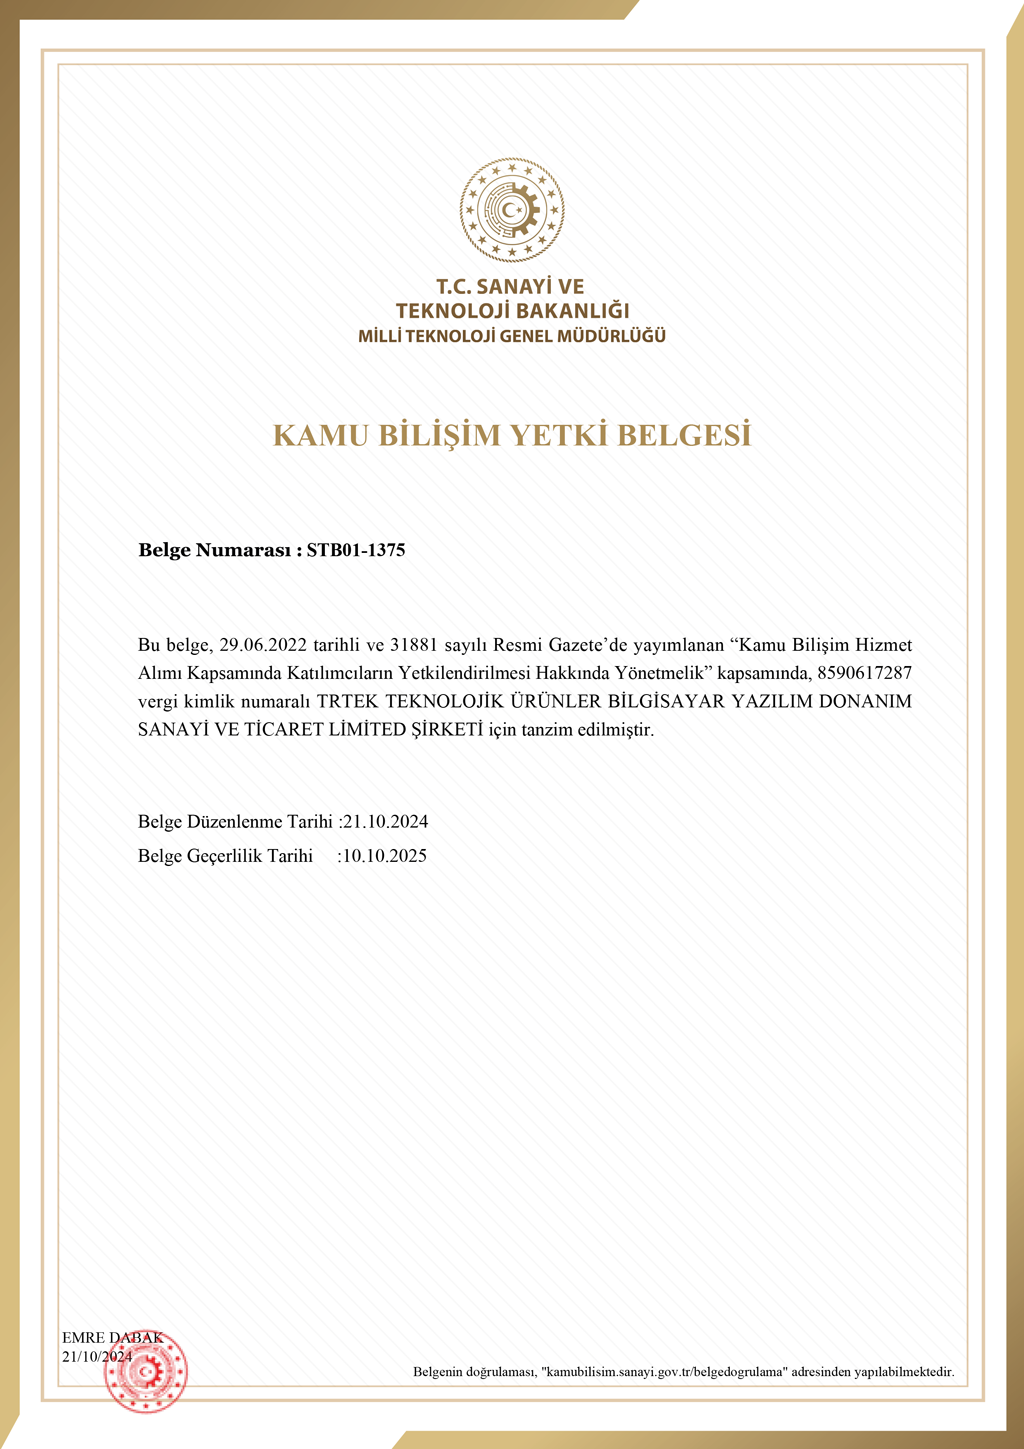 T.C. SANAYİ VE
TEKNOLOJİ BAKANLIĞI
MİLLİ TEKNOLOJİ GENEL MÜDÜRLÜĞÜ
KAMU BİLİŞİM YETKİ BELGESİ
Belge Numarası : STB01-1375
Bu belge, 29.06.2022 tarihli ve 31881 sayılı Resmi Gazete’de yayımlanan “Kamu Bilişim Hizmet
Alımı Kapsamında Katılımcıların Yetkilendirilmesi Hakkında Yönetmelik” kapsamında, 8590617287
vergi kimlik numaralı TRTEK TEKNOLOJİK ÜRÜNLER BİLGİSAYAR YAZILIM DONANIM
SANAYİ VE TİCARET LİMİTED ŞİRKETİ için tanzim edilmiştir.
Belge Düzenlenme Tarihi :21.10.2024
Belge Geçerlilik Tarihi :10.10.2025
EMRE DABAK
21/10/2024
Belgenin doğrulaması, "kamubilisim.sanayi.gov.tr/belgedogrulama" adresinden yapılabilmektedir.